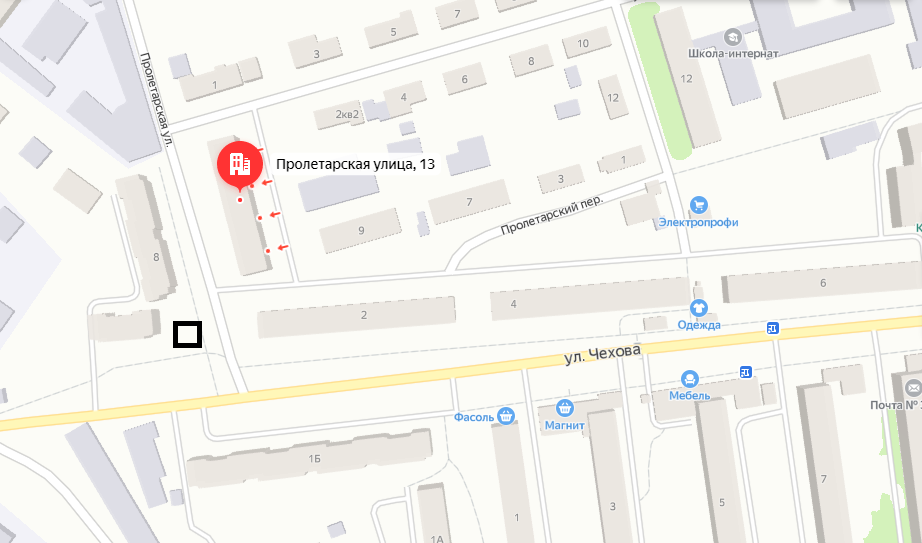 7
5
10
3
Школа-интернат
Пролетарская ул.
8
12
1
6
4
12
2кв2
Пролетарская улица, 13
1
3
7
Пролетарский пер.
Электропрофи
9
К
8
6
4
2
Одежда
ул. Чехова
Мебель
Почта №
Фасоль
Магнит
1Б
7
5
3
1
1А